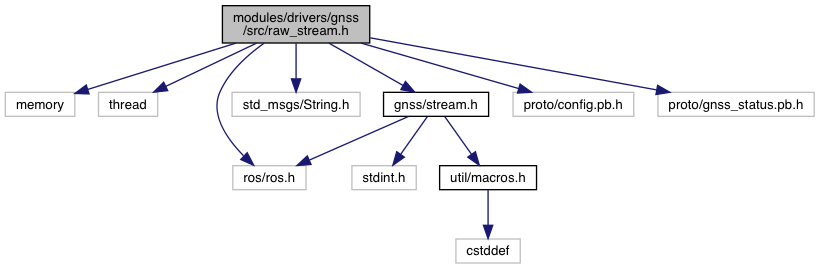 modules/drivers/gnss
/src/raw_stream.h
memory
thread
std_msgs/String.h
gnss/stream.h
proto/config.pb.h
proto/gnss_status.pb.h
ros/ros.h
stdint.h
util/macros.h
cstddef